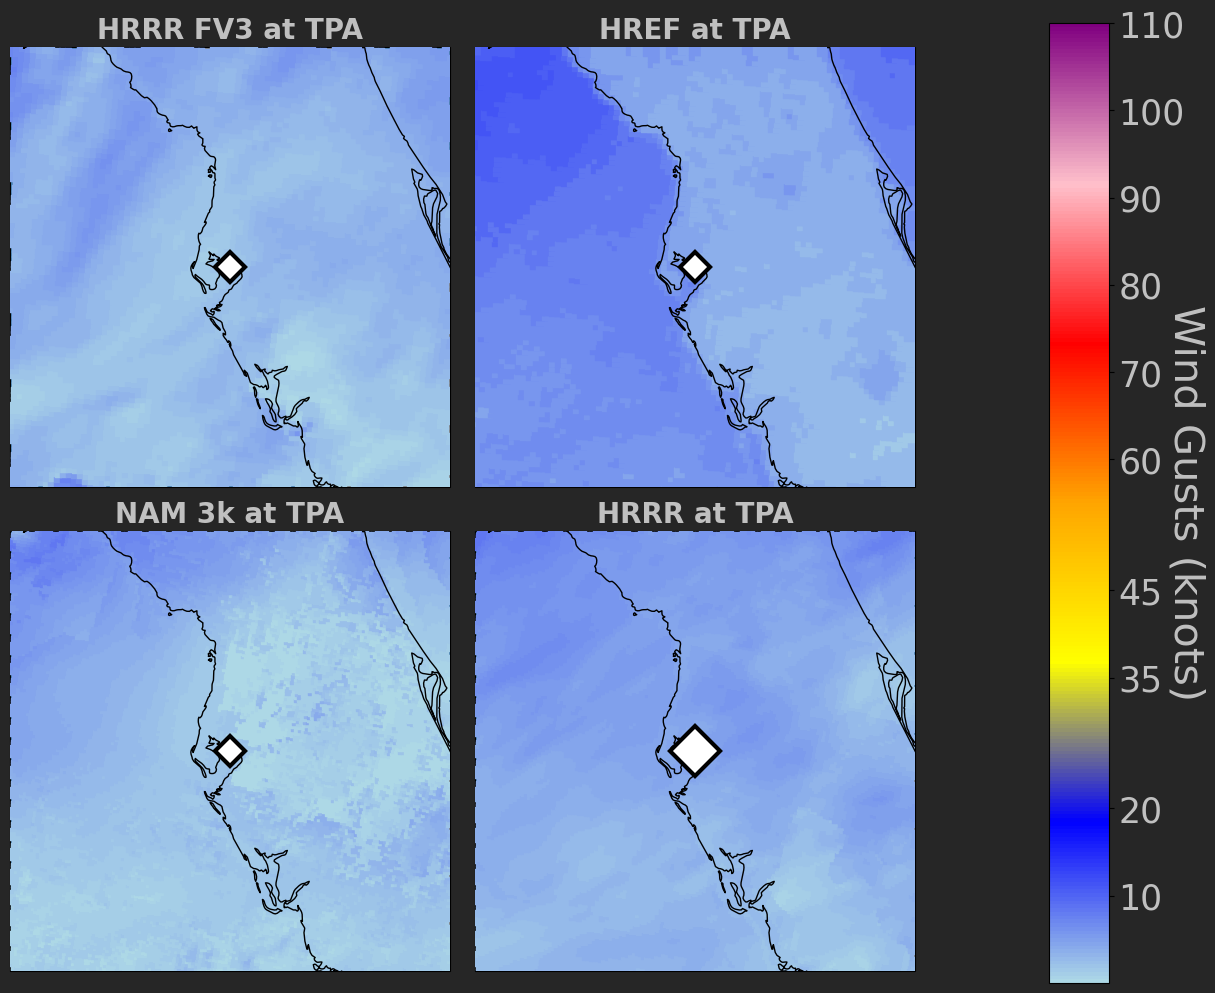 HRRR FV3 at TPA
HREF at TPA
NAM 3k at TPA
HRRR at TPA
110
100
90
80
70
60
45
35
20
10
Wind Gusts (knots)